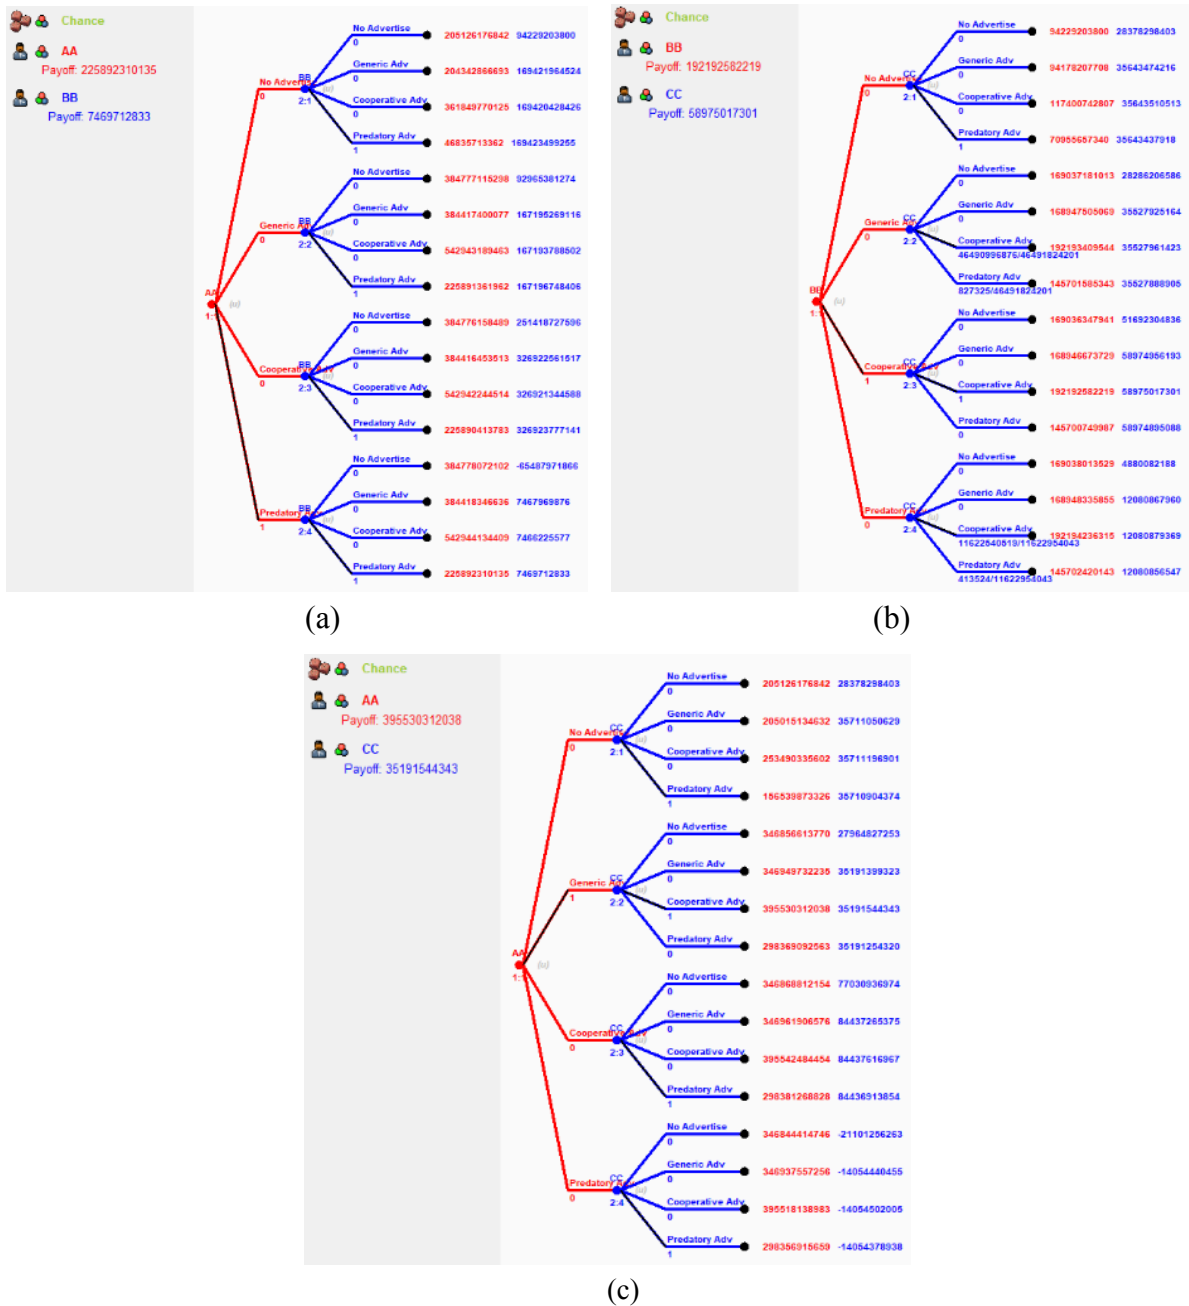 Chance
AA
Payoff: 225892310135
BB
Payoff: 7469712833
AA
1:1
(u)
No Advertise
0
BB
2:1
(u)
No Advertise
0
205126176842 94229203800
Generic Adv
0
204342866693 169421964524
Cooperative Adv
0
361849770125 169420428426
Predatory Adv
1
46835713362 169423499255
Generic Adv
0
BB
2:2
(u)
No Advertise
0
384777115298 92965381274
Generic Adv
0
384417400077 167195269116
Cooperative Adv
0
542943189463 167193788502
Predatory Adv
1
225891361962 167196748406
Cooperative Adv
0
BB
2:3
(u)
No Advertise
0
384776158489 251418727596
Generic Adv
0
384416453513 326922561517
Cooperative Adv
0
542942244514 326921344588
Predatory Adv
1
225890413783 326923777141
Predatory Adv
1
BB
2:4
(u)
No Advertise
0
384778072102 -65487971866
Generic Adv
0
384418346636 7467969876
Cooperative Adv
0
542944134409 7466225577
Predatory Adv
1
225892310135 7469712833
(a)
Chance
BB
Payoff: 192192582219
CC
Payoff: 58975017301
BB
1:1
(u)
No Advertise
0
CC
2:1
(u)
No Advertise
0
94229203800 28378298403
Generic Adv
0
94178207708 35643474216
Cooperative Adv
0
117400742807 35643510513
Predatory Adv
1
70955657340 35643437918
Generic Adv
0
CC
2:2
(u)
No Advertise
0
169037181013 28286206586
Generic Adv
0
168947505069 35527925164
Cooperative Adv
46490996876/46491824201
192193409544 35527961423
Predatory Adv
827325/46491824201
145701585343 35527888905
Cooperative Adv
1
CC
2:3
(u)
No Advertise
0
169036347941 51692304836
Generic Adv
0
168946673729 58974956193
Cooperative Adv
1
192192582219 58975017301
Predatory Adv
0
145700749987 58974895088
Predatory Adv
0
CC
2:4
(u)
No Advertise
0
169038013529 4880082188
Generic Adv
0
168948335855 12080867960
Cooperative Adv
11622540519/11622954043
192194236315 12080879369
Predatory Adv
413524/11622954043
145702420143 12080856547
(b)
Chance
AA
Payoff: 395530312038
CC
Payoff: 35191544343
AA
1:1
(u)
No Advertise
0
CC
2:1
(u)
No Advertise
0
205126176842 28378298403
Generic Adv
0
205015134632 35711050629
Cooperative Adv
0
253490335602 35711196901
Predatory Adv
1
156539873326 35710904374
Generic Adv
1
CC
2:2
(u)
No Advertise
0
346856613770 27964827253
Generic Adv
0
346949732235 35191399323
Cooperative Adv
1
395530312038 35191544343
Predatory Adv
0
298369092563 35191254320
Cooperative Adv
0
CC
2:3
(u)
No Advertise
0
346868812154 77030936974
Generic Adv
0
346961906576 84437265375
Cooperative Adv
0
395542484454 84437616967
Predatory Adv
1
298381268828 84436913854
Predatory Adv
0
CC
2:4
(u)
No Advertise
0
346844414746 -21101256263
Generic Adv
0
346937557256 -14054440455
Cooperative Adv
0
395518138983 -14054502005
Predatory Adv
1
298356915659 -14054378938
(c)